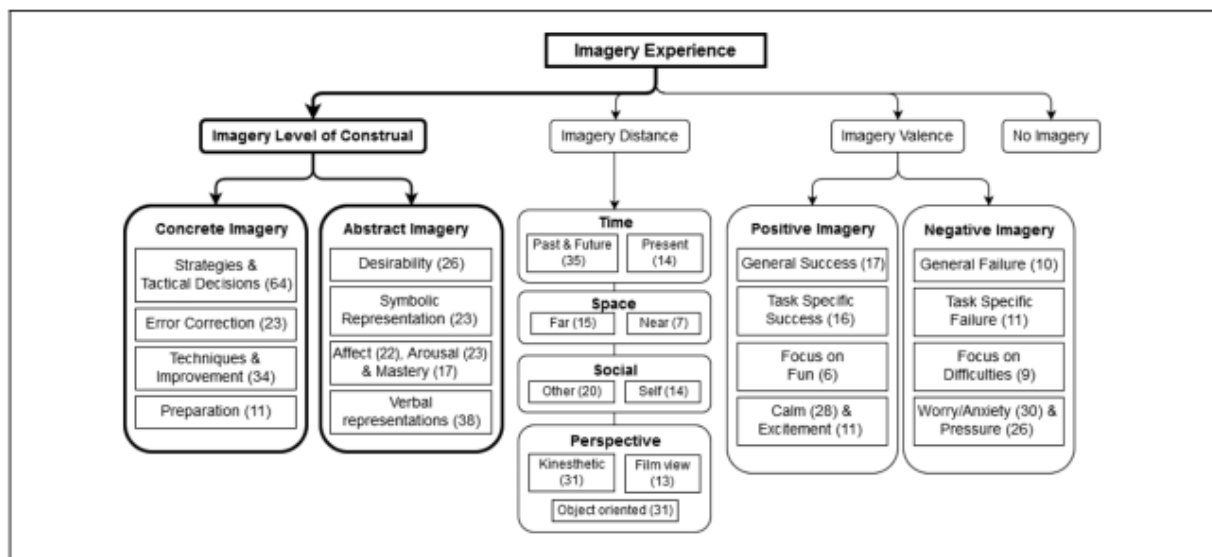 Imagery Experience
Imagery Level of Construal
Imagery Distance
Imagery Valence
No Imagery
Concrete Imagery
Strategies &
Tactical Decisions (64)
Error Correction (23)
Techniques &
Improvement (34)
Preparation (11)
Abstract Imagery
Desirability (26)
Symbolic
Representation (23)
Affect (22), Arousal (23)
& Mastery (17)
Verbal
representations (38)
Time
Past & Future
(35)
Present
(14)
Space
Far (15)
Near (7)
Social
Other (20)
Self (14)
Perspective
Kinesthetic
(31)
Film view
(13)
Object oriented (31)
Positive Imagery
General Success (17)
Task Specific
Success (16)
Focus on
Fun (6)
Calm (28) &
Excitement (11)
Negative Imagery
General Failure (10)
Task Specific
Failure (11)
Focus on
Difficulties (9)
Worry/Anxiety (30) &
Pressure (26)